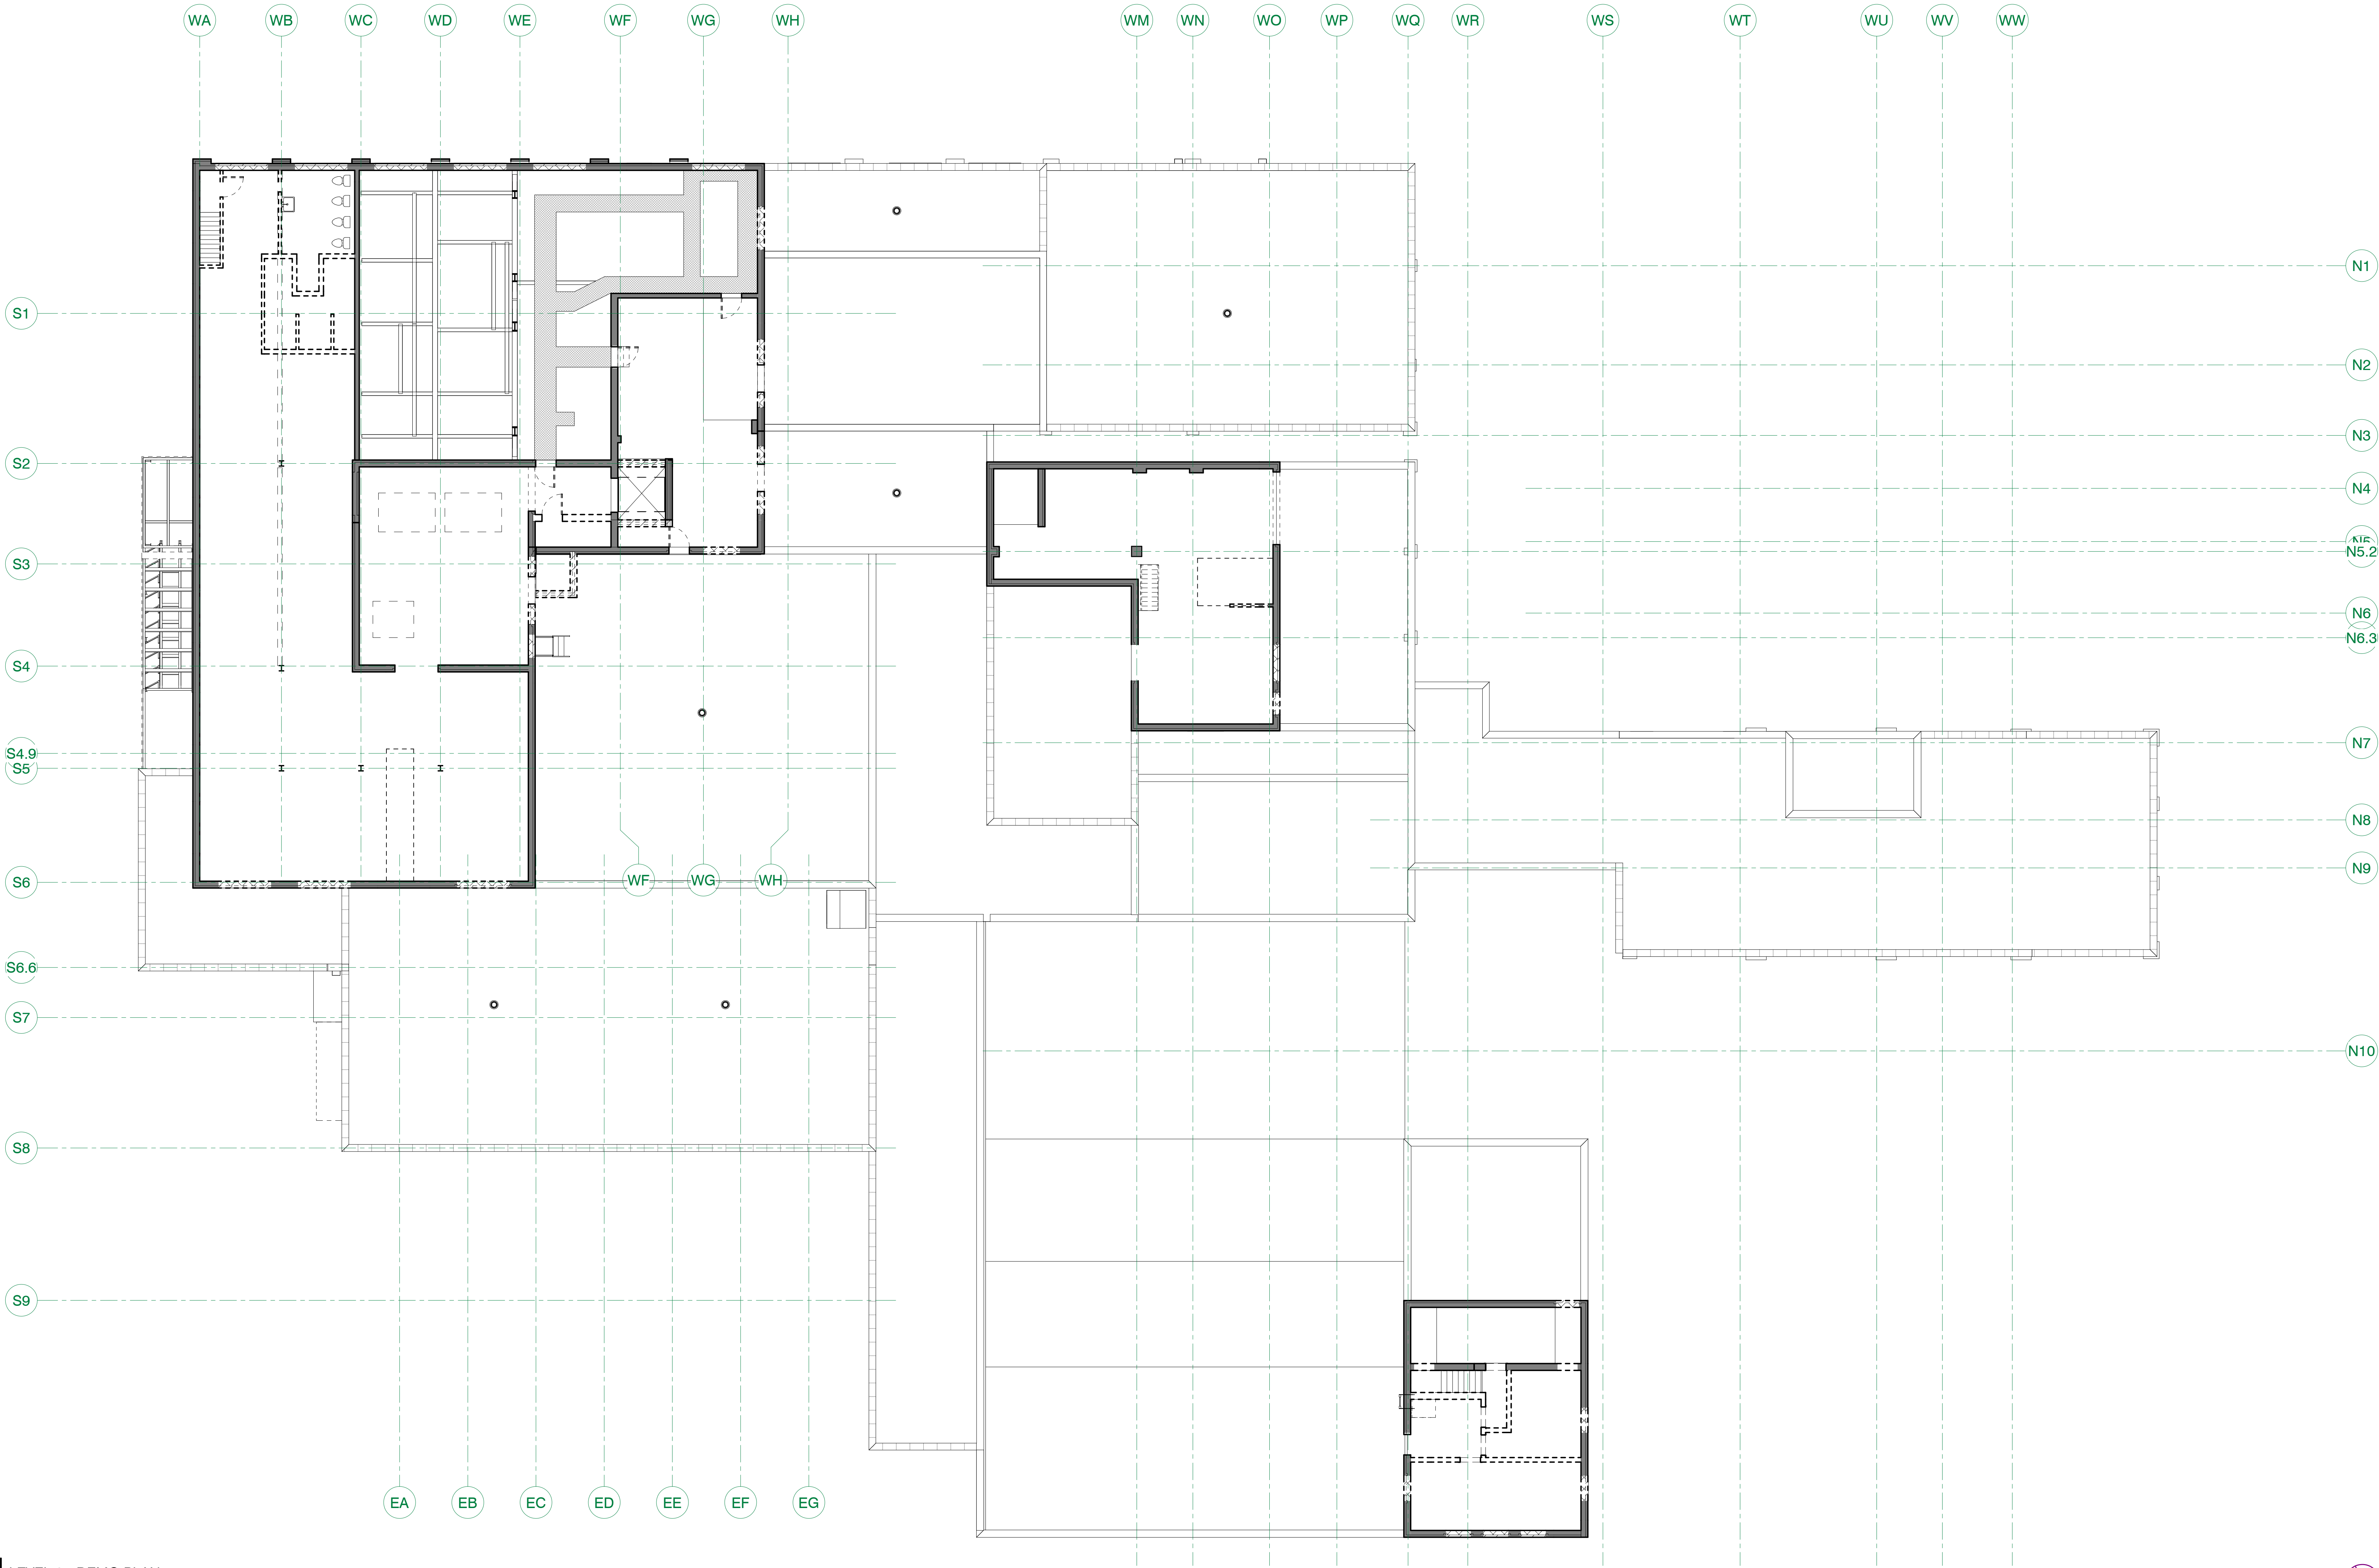 WA WB WC WD WE WF WG WH WM WN WO WP WQ WR WS WT WU WV WW
N1
S1
N2
N3
S2
N4
N5.2
S3
N6
N6.3
S4
N7
S4.9
S5
N8
N9
WF WG WH
S6
S6.6
S7
N10
S8
S9
EA EB EC ED EE EF EG